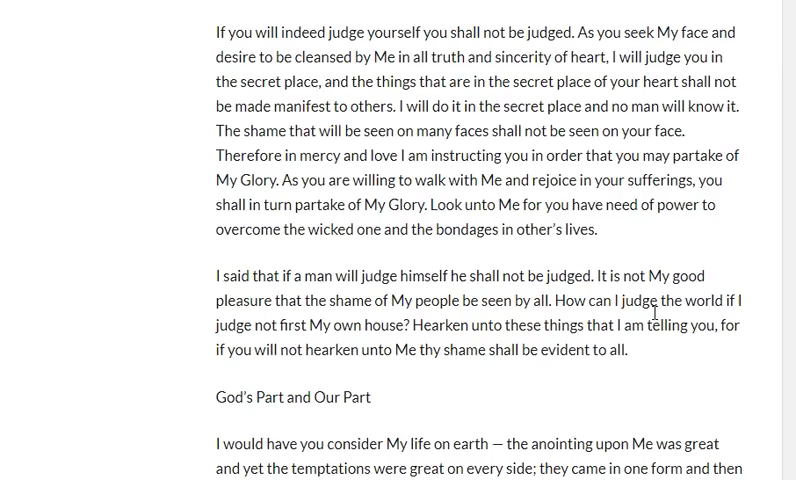 If you will indeed judge yourself you shall not be judged. As you seek My face and
desire to be cleansed by Me in all truth and sincerity of heart, I will judge you in
the secret place, and the things that are in the secret place of your heart shall not
be made manifest to others. I will do it in the secret place and no man will know it.
The shame that will be seen on many faces shall not be seen on your face.
Therefore in mercy and love I am instructing you in order that you may partake of
My Glory. As you are willing to walk with Me and rejoice in your sufferings, you
shall in turn partake of My Glory. Look unto Me for you have need of power to
overcome the wicked one and the bondages in other's lives.
I said that if a man will judge himself he shall not be judged. It is not My good
pleasure that the shame of My people be seen by all. How can I judge the world if I
judge not first My own house? Hearken unto these things that I am telling you, for
if you will not hearken unto Me thy shame shall be evident to all.
God's Part and Our Part
I would have you consider My life on earth — the anointing upon Me was great
and yet the temptations were great on every side; they came in one form and then